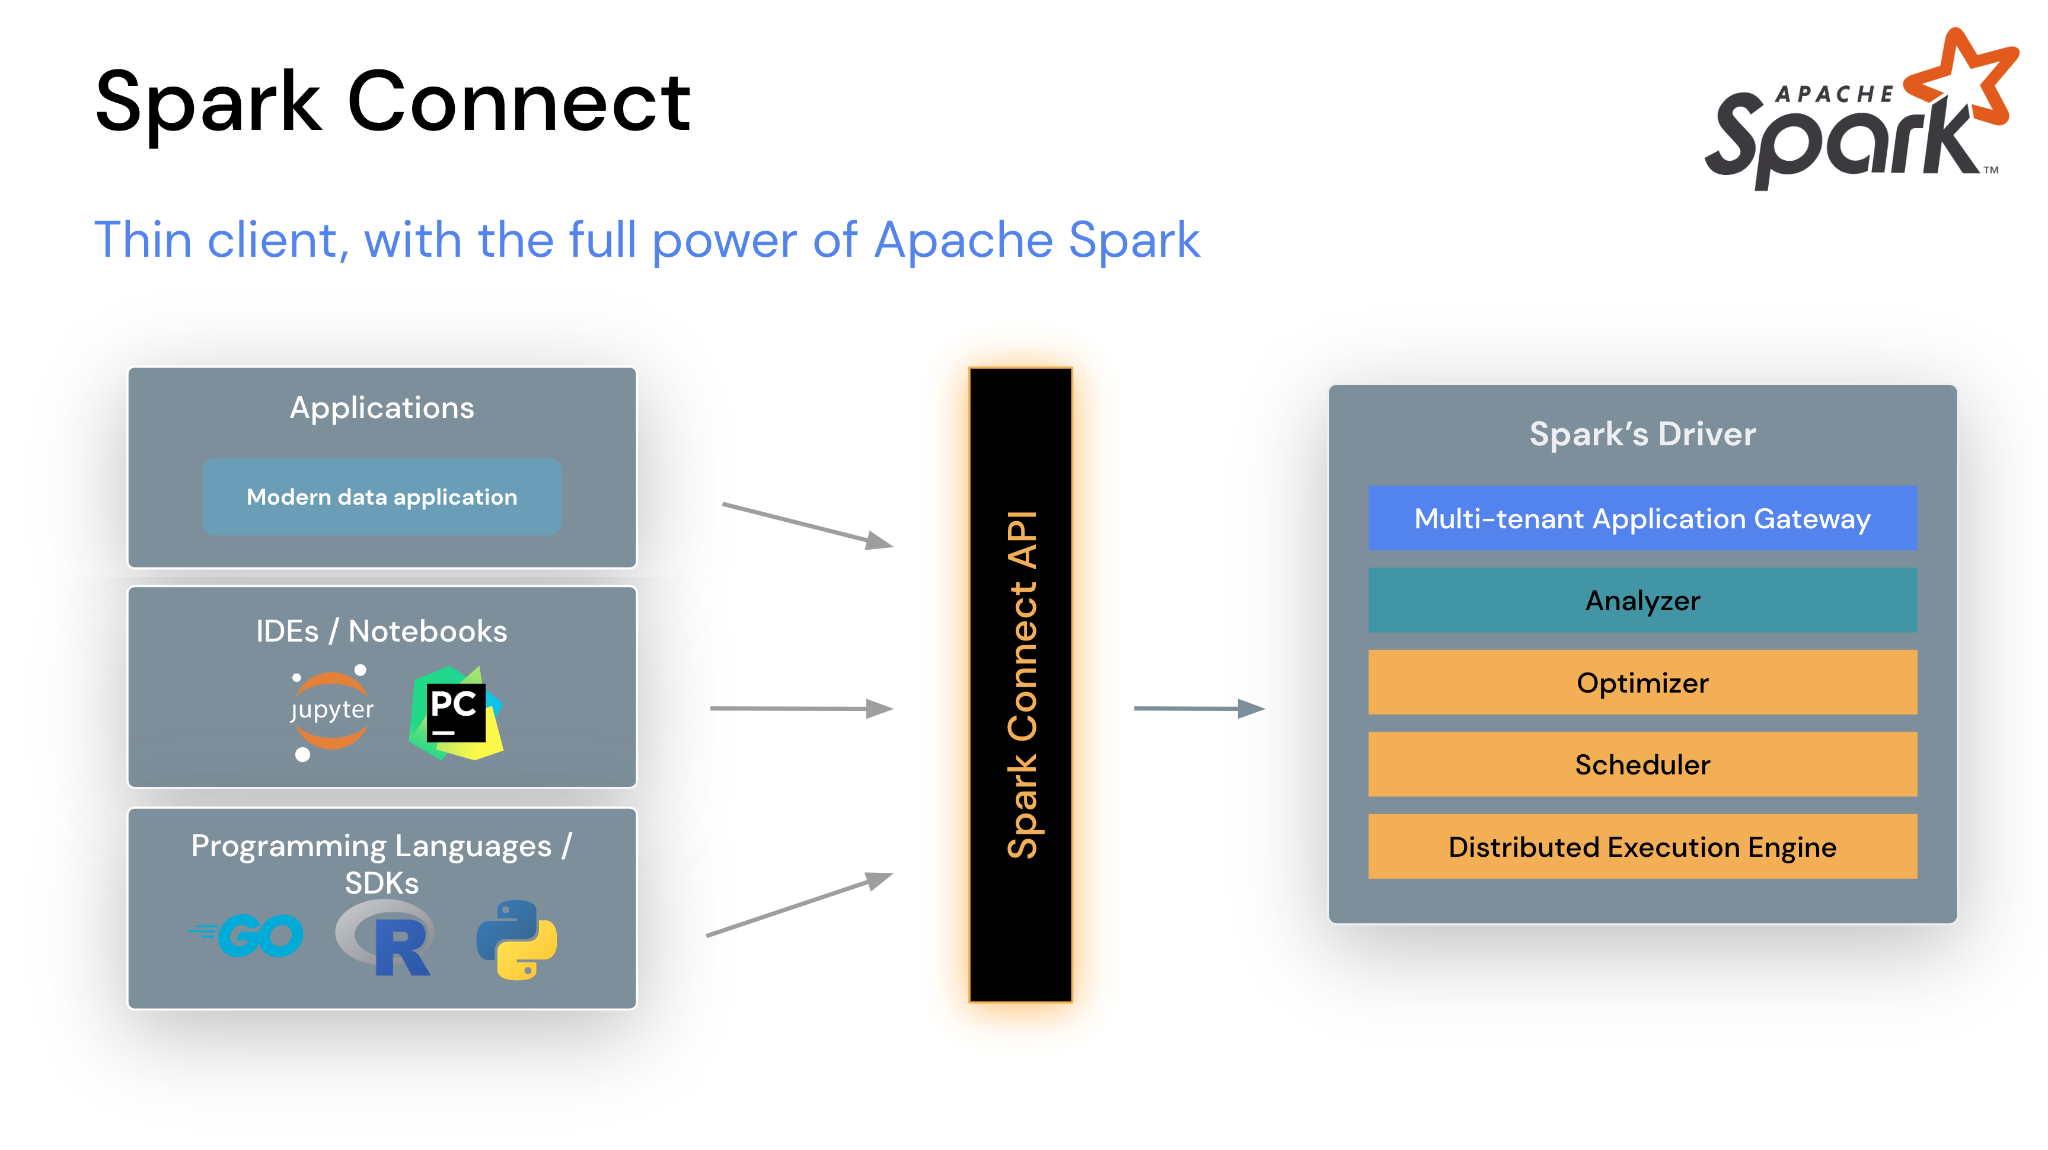 Spark Connect
APACHE
Spark™
Thin client, with the full power of Apache Spark
Applications
Modern data application
IDEs / Notebooks
jupyter
PC
Programming Languages /
SDKs
GO
R
Spark Connect API
Spark’s Driver
Multi-tenant Application Gateway
Analyzer
Optimizer
Scheduler
Distributed Execution Engine